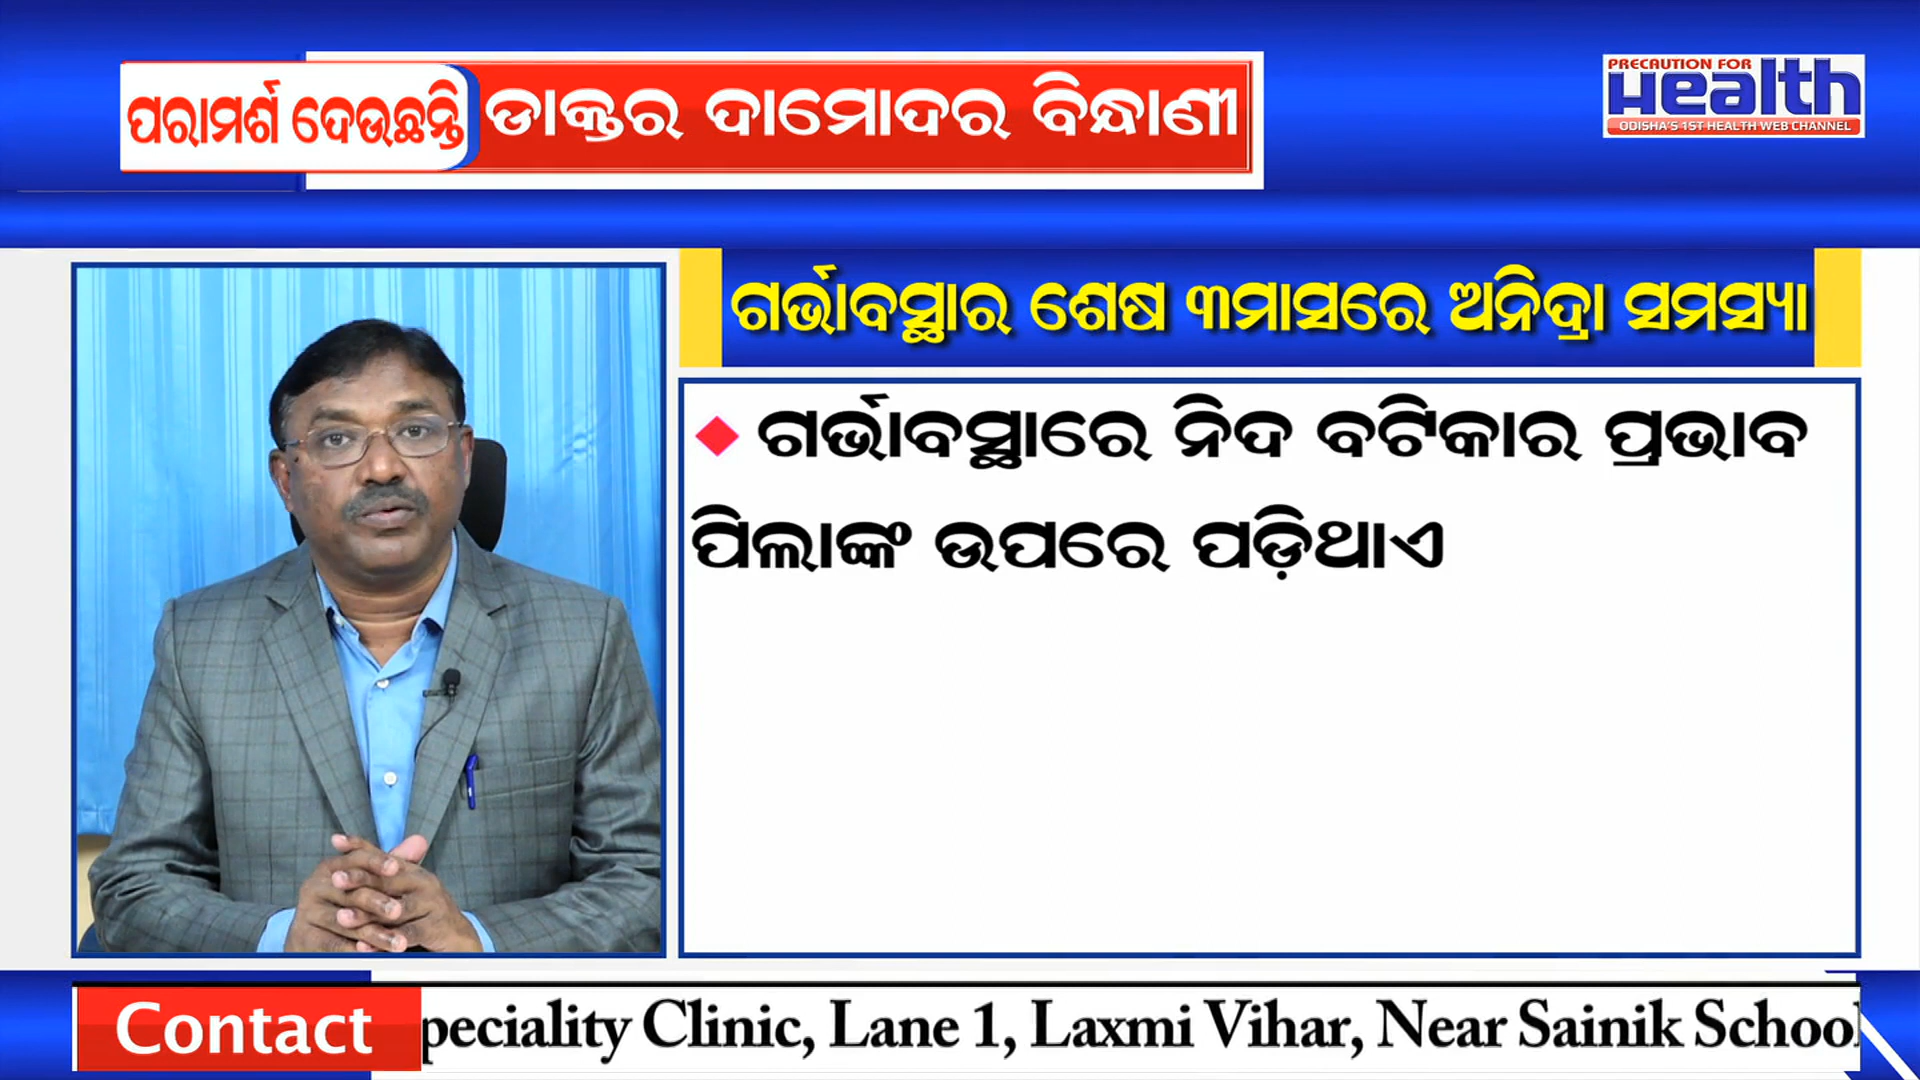 ପରାମର୍ଶ ଦେଉଛନ୍ତି ଡାକ୍ତର ଦାମୋଦର ବିନ୍ଧାଣୀ
PRECAUTION FOR
Health
ODISHA'S 1ST HEALTH WEB CHANNEL
ଗର୍ଭାବସ୍ଥାର ଶେଷ ୩ମାସରେ ଅନିଦ୍ରା ସମସ୍ୟା
ଗର୍ଭାବସ୍ଥାରେ ନିଦ ବଟିକାର ପ୍ରଭାବ
ପିଲାଙ୍କ ଉପରେ ପଡ଼ିଥାଏ
Contact peciality Clinic, Lane 1, Laxmi Vihar, Near Sainik School